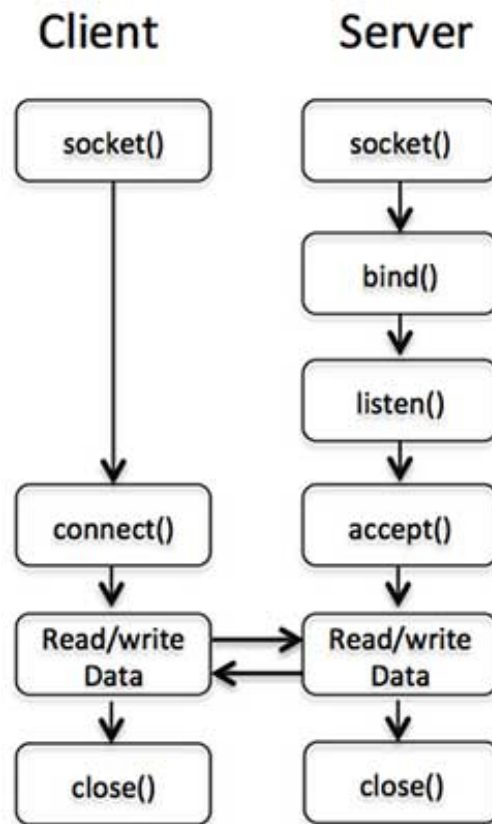 Client
Server
socket()
socket()
bind()
listen()
connect()
accept()
Read/write
Data
Read/write
Data
close()
close()